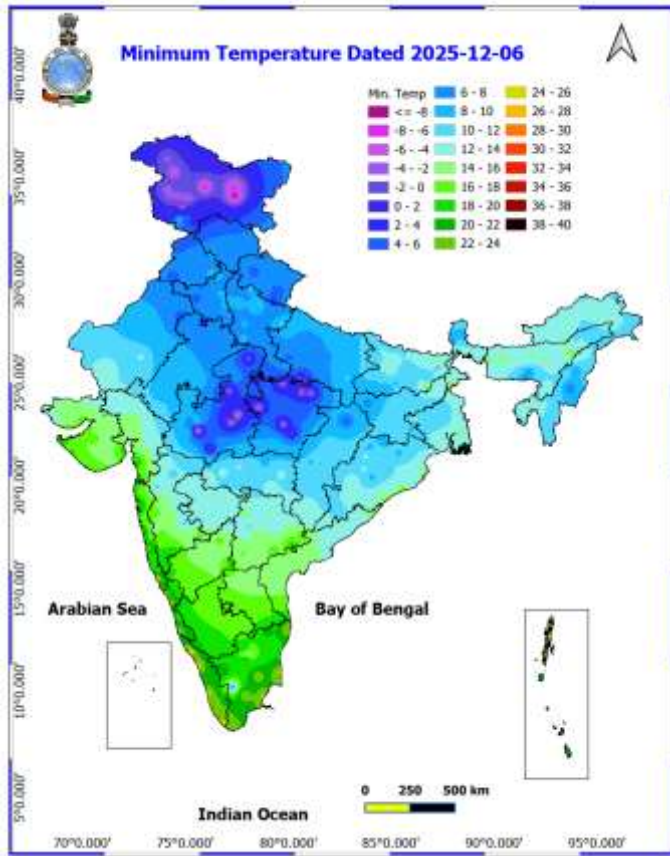 Minimum Temperature Dated 2025-12-06
Min. Temp
<= -8
-8 - -6
-6 - -4
-4 - -2
-2 - 0
0 - 2
2 - 4
4 - 6
6 - 8
8 - 10
10 - 12
12 - 14
14 - 16
16 - 18
18 - 20
20 - 22
22 - 24
24 - 26
26 - 28
28 - 30
30 - 32
32 - 34
34 - 36
36 - 38
38 - 40
40°0.000'
35°0.000'
30°0.000'
25°0.000'
20°0.000'
15°0.000'
10°0.000'
5°0.000'
Arabian Sea
Bay of Bengal
0 250 500 km
Indian Ocean
70°0.000' 75°0.000' 80°0.000' 85°0.000' 90°0.000' 95°0.000'